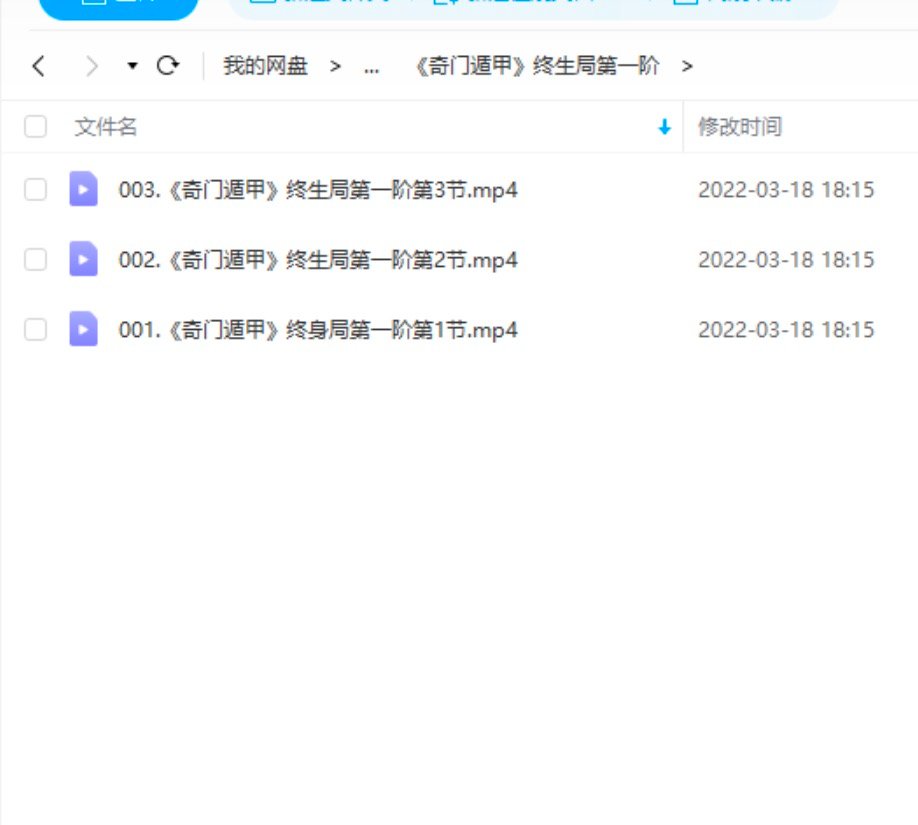 我的网盘 > ... 《奇门遁甲》终生局第一阶 >
文件名 修改时间
003.《奇门遁甲》终生局第一阶第3节.mp4 2022-03-18 18:15
002.《奇门遁甲》终生局第一阶第2节.mp4 2022-03-18 18:15
001.《奇门遁甲》终身局第一阶第1节.mp4 2022-03-18 18:15